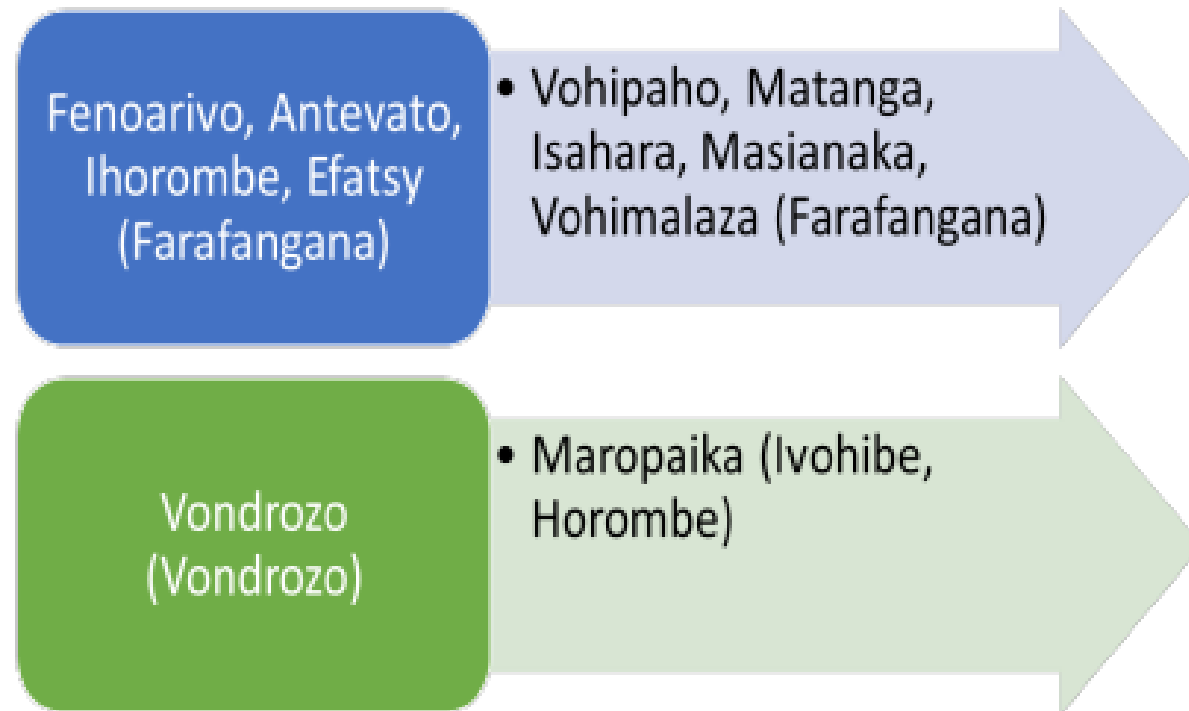 Fenoarivo, Antevato,
Ihorombe, Efatsy
(Farafangana)
• Vohipaho, Matanga,
Isahara, Masianaka,
Vohimalaza (Farafangana)
Vondrozo
(Vondrozo)
• Maropaika (Ivohibe,
Horombe)